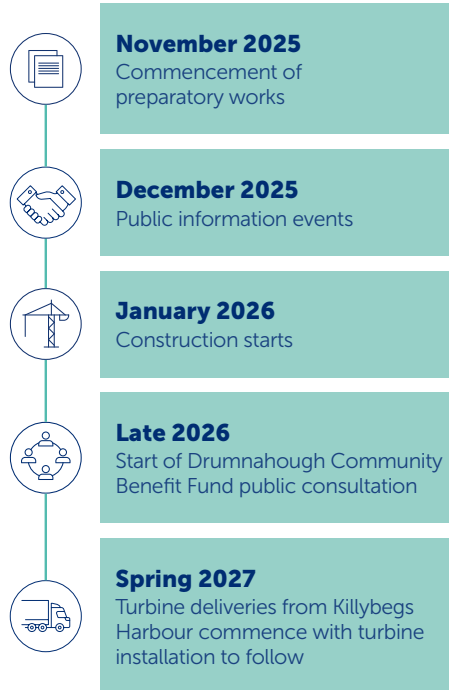 November 2025
Commencement of
preparatory works
December 2025
Public information events
January 2026
Construction starts
Late 2026
Start of Drumnahough Community
Benefit Fund public consultation
Spring 2027
Turbine deliveries from Killybegs
Harbour commence with turbine
installation to follow